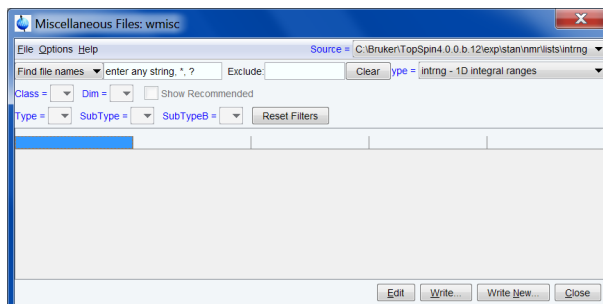 Miscellaneous Files: wmisc
File Options Help Source = C:\Bruker\TopSpin4.0.0.b.12\exp\stan\nmr\lists\intrng
Find file names enter any string, *, ? Exclude: Clear ype = intrng - 1D integral ranges
Class = Dim = Show Recommended
Type = SubType = SubTypeB = Reset Filters
Edit Write... Write New... Close